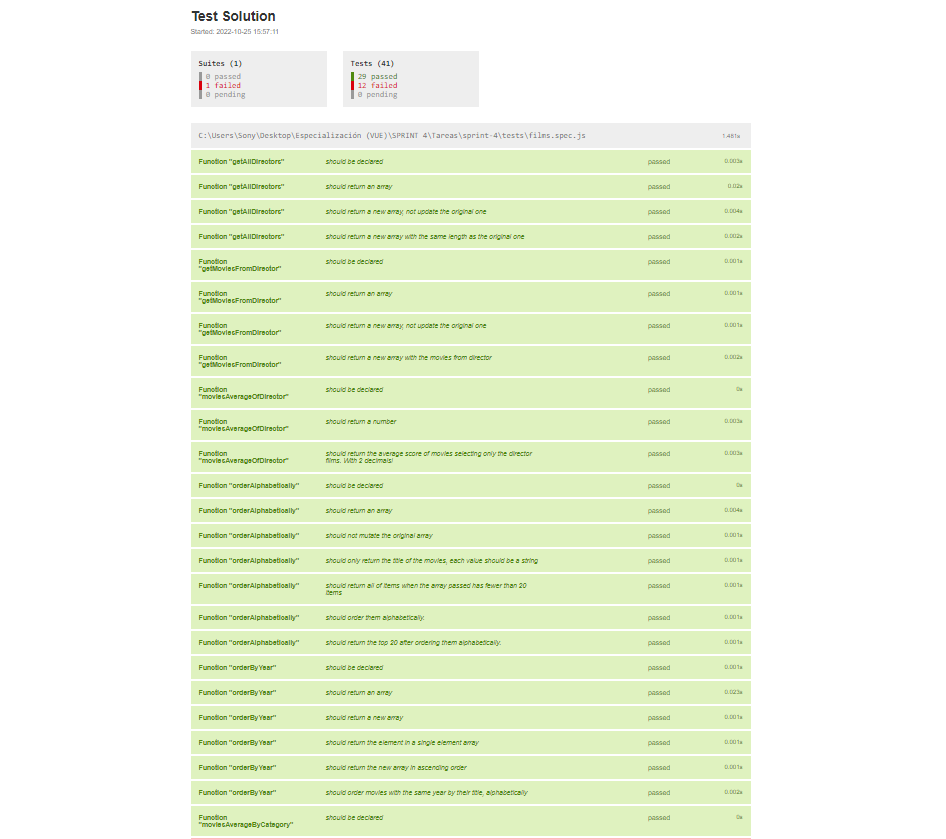 Test Solution
Started: 2022-10-25 15:57:11
Suites (1)
0 passed
1 failed
0 pending
Tests (41)
29 passed
12 failed
0 pending
C:\Users\Sony\Desktop\Especialización (VUE)\SPRINT 4\Tareas\sprint-4\tests\films.spec.js 1.461s
Function "getAllDirectors" should be declared passed 0.003s
Function "getAllDirectors" should return an array passed 0.02s
Function "getAllDirectors" should return a new array, not update the original one passed 0.004s
Function "getAllDirectors" should return a new array with the same length as the original one passed 0.002s
Function should be declared passed 0.001s
"getMoviesFromDirector"
Function should return an array passed 0.001s
"getMoviesFromDirector"
Function should return a new array, not update the original one passed 0.001s
"getMoviesFromDirector"
Function should return a new array with the movies from director passed 0.002s
"getMoviesFromDirector"
Function should be declared passed 0s
"moviesAverageOfDirector"
Function should return a number passed 0.003s
"moviesAverageOfDirector"
Function should return the average score of movies selecting only the director passed 0.003s
"moviesAverageOfDirector" films. With 2 decimals!
Function "orderAlphabetically" should be declared passed 0s
Function "orderAlphabetically" should return an array passed 0.004s
Function "orderAlphabetically" should not mutate the original array passed 0.001s
Function "orderAlphabetically" should only return the title of the movies, each value should be a string passed 0.001s
Function "orderAlphabetically" should return all of items when the array passed has fewer than 20 passed 0.001s
items
Function "orderAlphabetically" should order them alphabetically. passed 0.001s
Function "orderAlphabetically" should return the top 20 after ordering them alphabetically. passed 0.001s
Function "orderByYear" should be declared passed 0.001s
Function "orderByYear" should return an array passed 0.023s
Function "orderByYear" should return a new array passed 0.001s
Function "orderByYear" should return the element in a single element array passed 0.001s
Function "orderByYear" should return the new array in ascending order passed 0.001s
Function "orderByYear" should order movies with the same year by their title, alphabetically passed 0.002s
Function should be declared passed 0s
"moviesAverageByCategory"